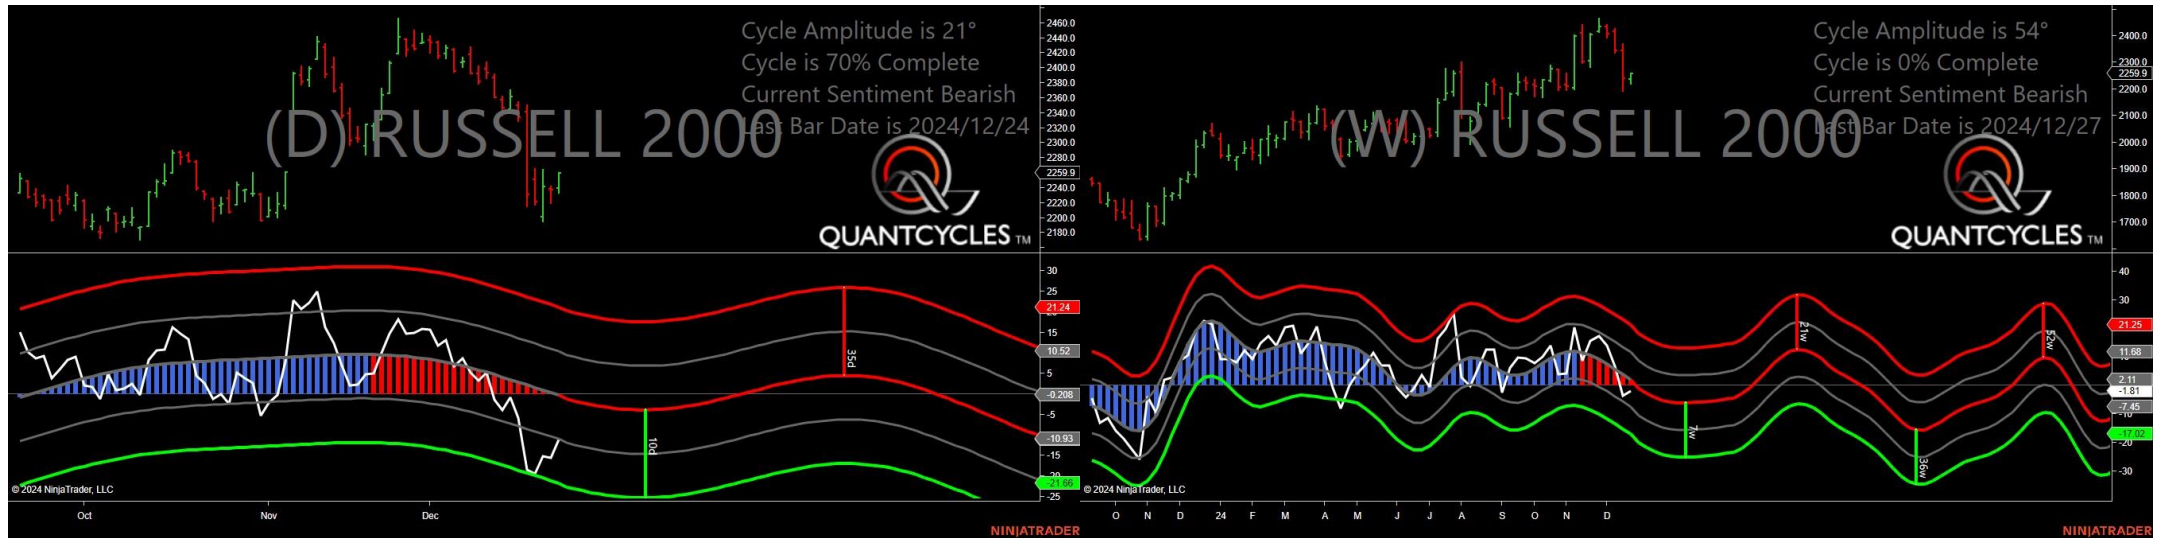 Cycle Amplitude is 21°
Cycle is 70% Complete
Current Sentiment Bearish
Last Bar Date is 2024/12/24
(D) RUSSELL 2000
QUANTCYCLES TM
2460.0
2440.0
2420.0
2400.0
2380.0
2360.0
2340.0
2320.0
2300.0
2280.0
2259.9
2240.0
2220.0
2200.0
2180.0
30
25
21.24
15
10.52
5
-0.208
-5
-10.93
-15
-21.66
-25
35d
10d
© 2024 NinjaTrader, LLC
Oct
Nov
Dec
NINJATRADER
Cycle Amplitude is 54°
Cycle is 0% Complete
Current Sentiment Bearish
Last Bar Date is 2024/12/27
(W) RUSSELL 2000
QUANTCYCLES TM
2400.0
2300.0
2259.9
2200.0
2100.0
2000.0
1900.0
1800.0
1700.0
40
30
21.25
11.68
2.11
-1.81
-7.45
-17.02
-20
-30
21w
52w
7w
36w
© 2024 NinjaTrader, LLC
O N D 24 F M A M J J A S O N D
NINJATRADER